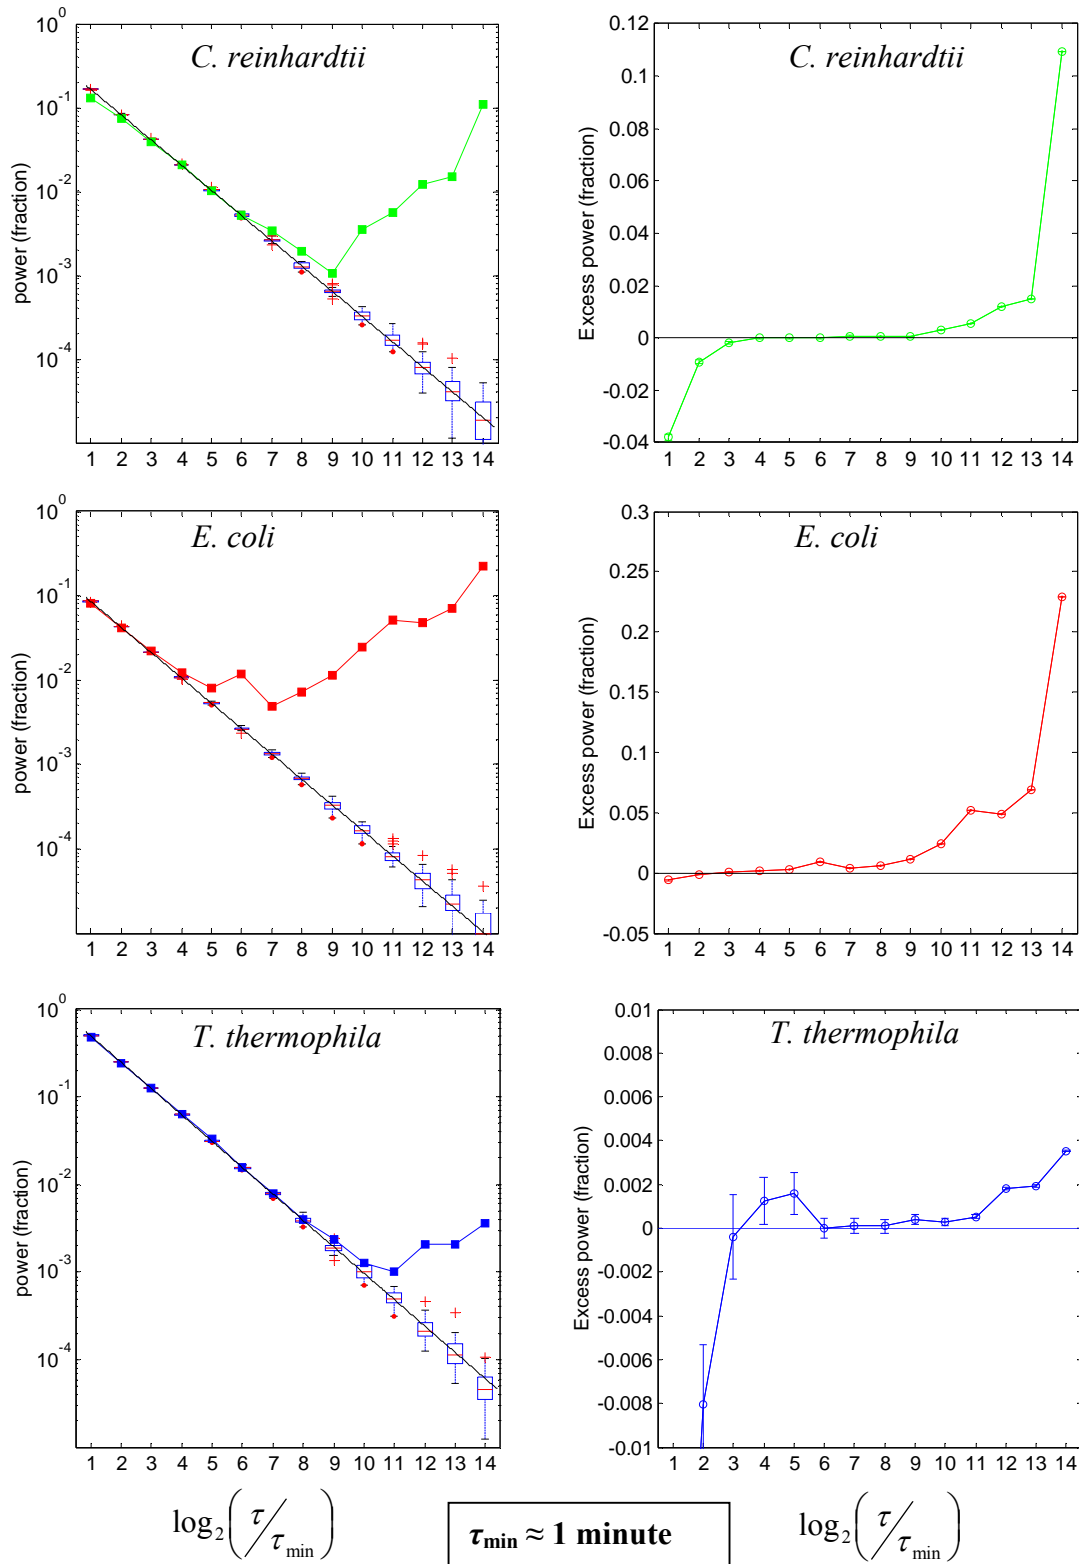 C. reinhardtii
power (fraction)
10^0
10^-1
10^-2
10^-3
10^-4
1 2 3 4 5 6 7 8 9 10 11 12 13 14
C. reinhardtii
Excess power (fraction)
0.12
0.1
0.08
0.06
0.04
0.02
0
-0.02
-0.04
1 2 3 4 5 6 7 8 9 10 11 12 13 14
E. coli
power (fraction)
10^0
10^-1
10^-2
10^-3
10^-4
1 2 3 4 5 6 7 8 9 10 11 12 13 14
E. coli
Excess power (fraction)
0.3
0.25
0.2
0.15
0.1
0.05
0
-0.05
1 2 3 4 5 6 7 8 9 10 11 12 13 14
T. thermophila
power (fraction)
10^0
10^-1
10^-2
10^-3
10^-4
1 2 3 4 5 6 7 8 9 10 11 12 13 14
T. thermophila
Excess power (fraction)
0.01
0.008
0.006
0.004
0.002
0
-0.002
-0.004
-0.006
-0.008
-0.01
1 2 3 4 5 6 7 8 9 10 11 12 13 14
log₂(τ/τ_min)
τ_min ≈ 1 minute
log₂(τ/τ_min)